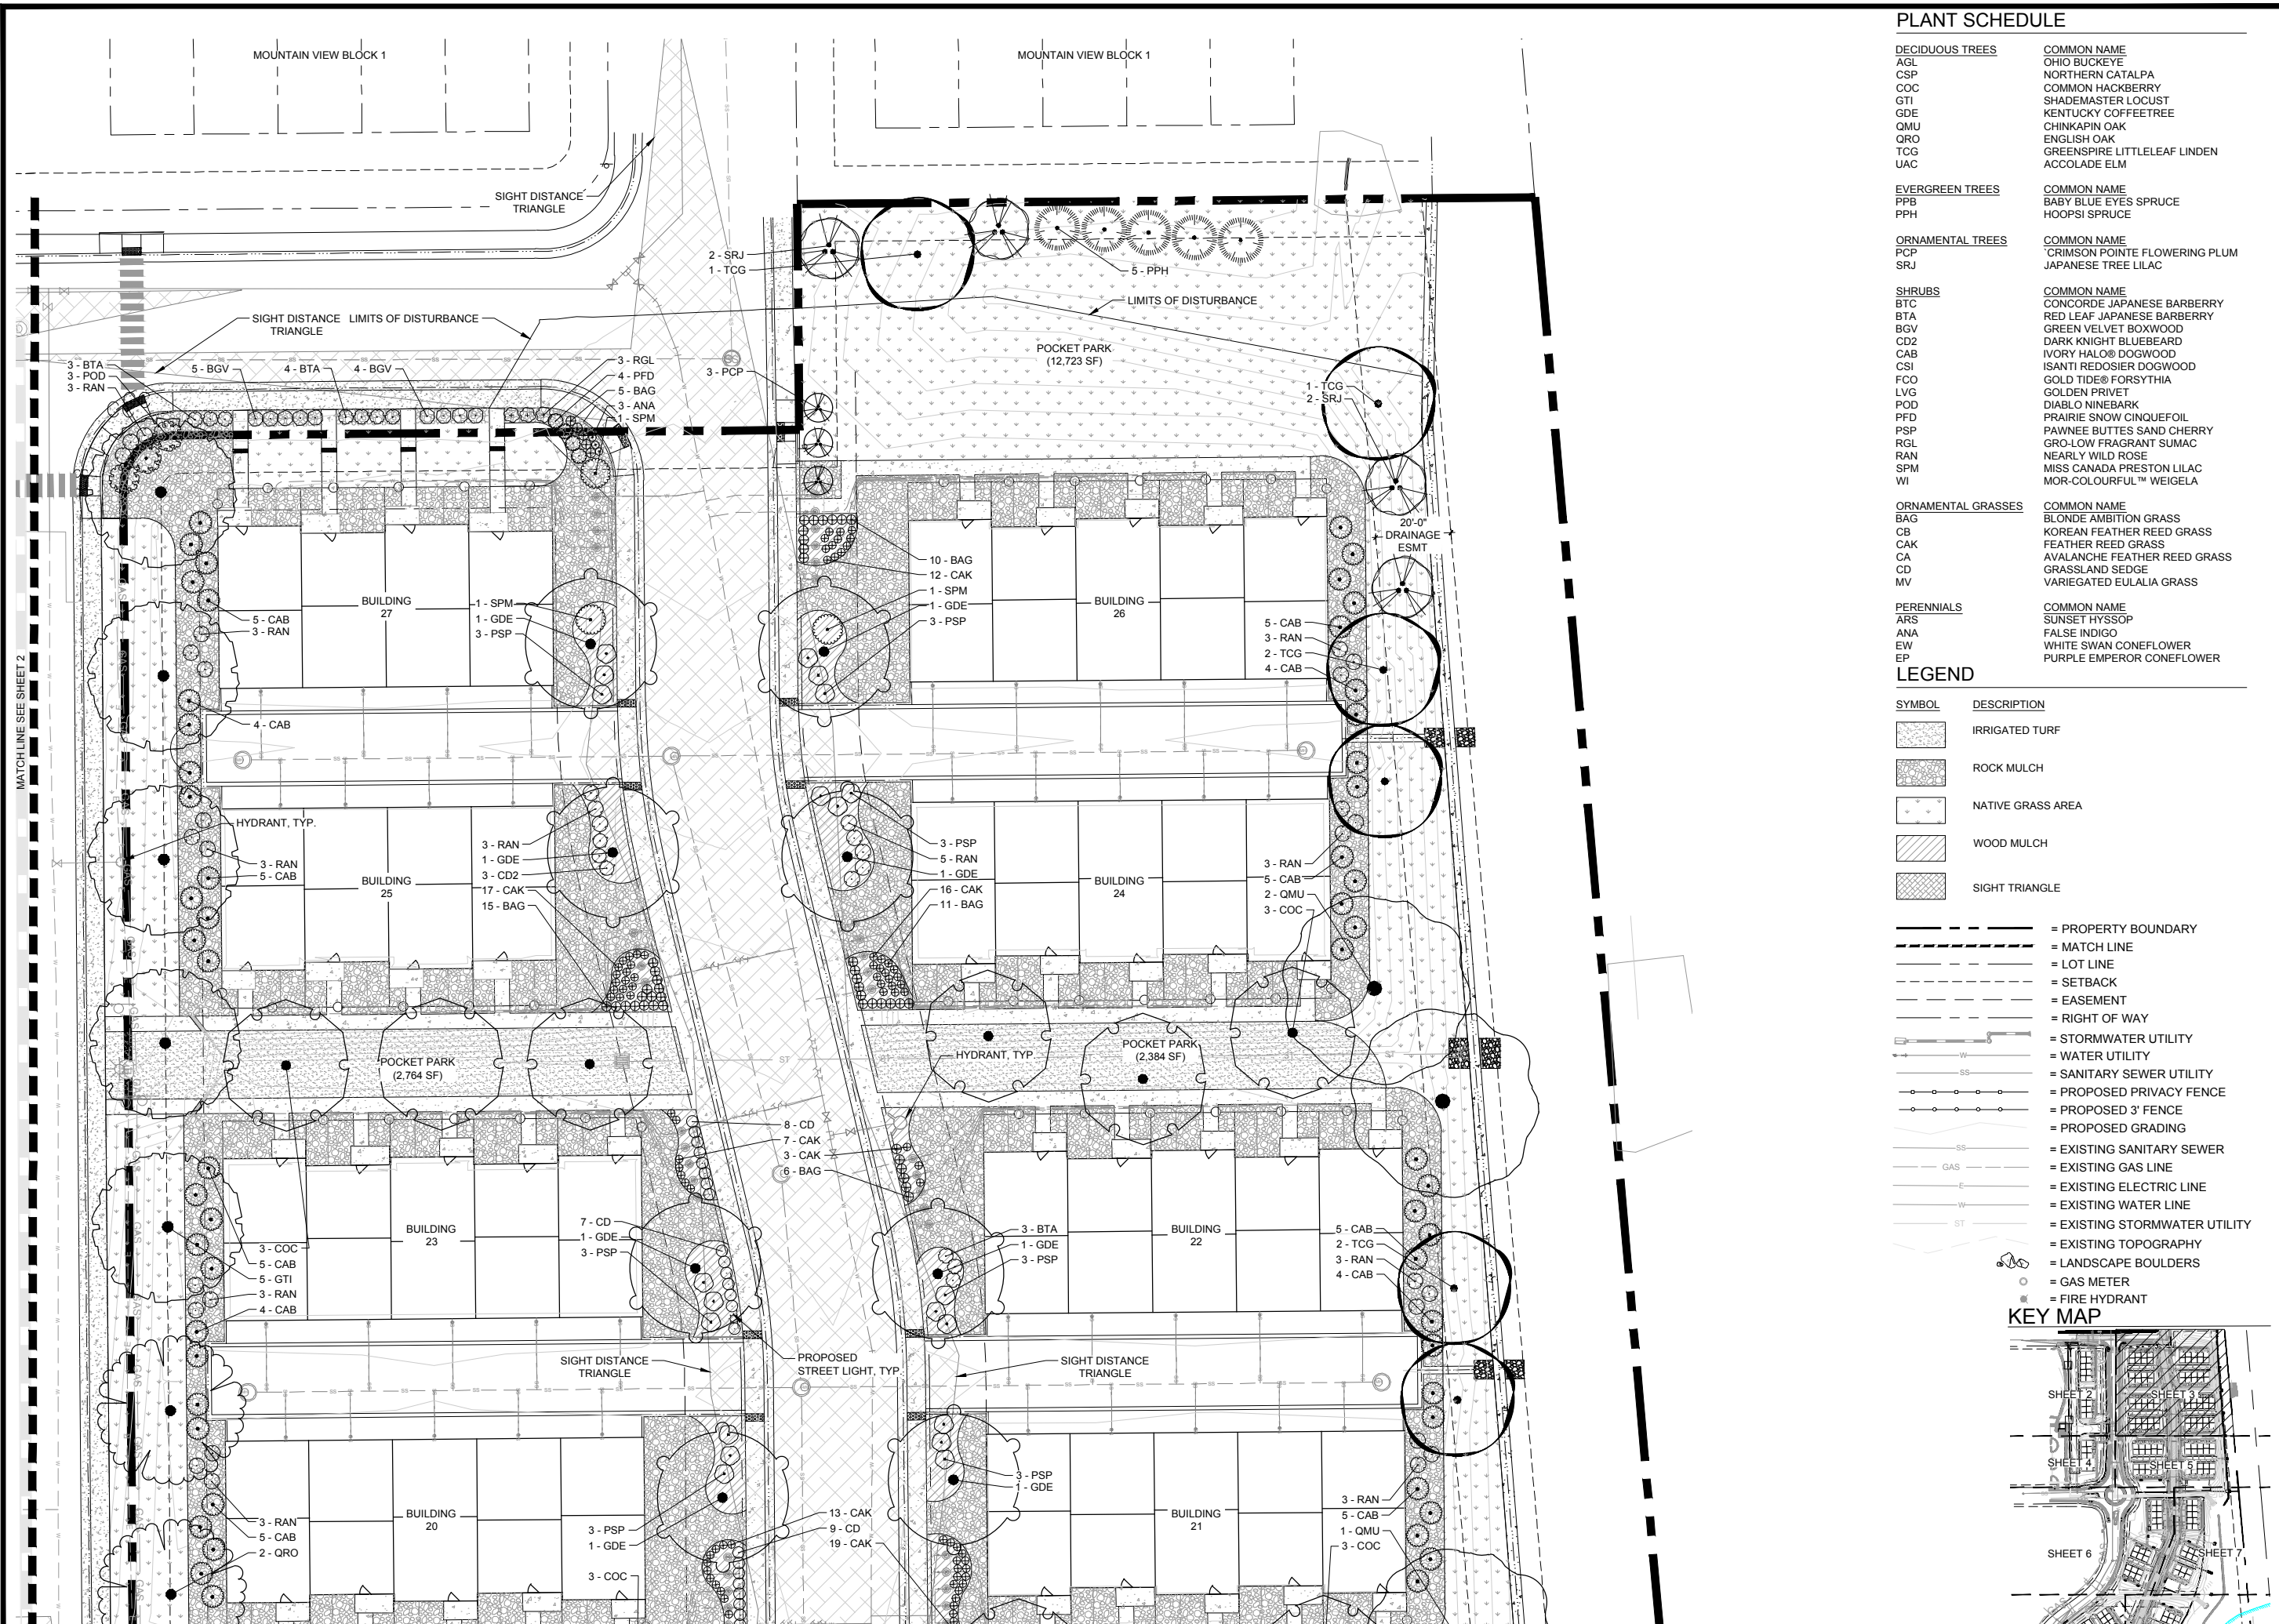 MOUNTAIN VIEW BLOCK 1
MOUNTAIN VIEW BLOCK 1
SIGHT DISTANCE
TRIANGLE
2 - SRJ
1 - TCG
5 - PPH
LIMITS OF DISTURBANCE
SIGHT DISTANCE
TRIANGLE
LIMITS OF DISTURBANCE
POCKET PARK
(12,723 SF)
3 - BTA
3 - POD
3 - RAN
5 - BGV
4 - BTA
4 - BGV
3 - RGL
4 - PFD
5 - BAG
3 - ANA
1 - SPM
3 - PCP
1 - TCG
2 - SRJ
20'-0"
DRAINAGE
ESMT
10 - BAG
12 - CAK
1 - SPM
1 - GDE
3 - PSP
BUILDING
27
1 - SPM
1 - GDE
3 - PSP
5 - CAB
3 - RAN
BUILDING
26
5 - CAB
3 - RAN
2 - TCG
4 - CAB
MATCH LINE SEE SHEET 2
4 - CAB
HYDRANT, TYP.
3 - RAN
5 - CAB
BUILDING
25
3 - RAN
1 - GDE
3 - CD2
17 - CAK
15 - BAG
3 - PSP
5 - RAN
1 - GDE
16 - CAK
11 - BAG
BUILDING
24
3 - RAN
5 - CAB
2 - QMU
3 - COC
POCKET PARK
(2,764 SF)
HYDRANT, TYP.
POCKET PARK
(2,384 SF)
8 - CD
7 - CAK
3 - CAK
6 - BAG
BUILDING
23
7 - CD
1 - GDE
3 - PSP
3 - COC
5 - CAB
5 - GTI
3 - RAN
4 - CAB
3 - BTA
1 - GDE
3 - PSP
BUILDING
22
5 - CAB
2 - TCG
3 - RAN
4 - CAB
SIGHT DISTANCE
TRIANGLE
PROPOSED
STREET LIGHT, TYP.
SIGHT DISTANCE
TRIANGLE
3 - RAN
5 - CAB
2 - QRO
BUILDING
20
3 - PSP
1 - GDE
3 - COC
13 - CAK
9 - CD
19 - CAK
3 - PSP
1 - GDE
BUILDING
21
3 - RAN
5 - CAB
1 - QMU
3 - COC
PLANT SCHEDULE
DECIDUOUS TREES COMMON NAME
AGL OHIO BUCKEYE
CSP NORTHERN CATALPA
COC COMMON HACKBERRY
GTI SHADEMASTER LOCUST
GDE KENTUCKY COFFEETREE
QMU CHINKAPIN OAK
QRO ENGLISH OAK
TCG GREENSPIRE LITTLELEAF LINDEN
UAC ACCOLADE ELM
EVERGREEN TREES COMMON NAME
PPB BABY BLUE EYES SPRUCE
PPH HOOPSI SPRUCE
ORNAMENTAL TREES COMMON NAME
PCP `CRIMSON POINTE FLOWERING PLUM
SRJ JAPANESE TREE LILAC
SHRUBS COMMON NAME
BTC CONCORDE JAPANESE BARBERRY
BTA RED LEAF JAPANESE BARBERRY
BGV GREEN VELVET BOXWOOD
CD2 DARK KNIGHT BLUEBEARD
CAB IVORY HALO® DOGWOOD
CSI ISANTI REDOSIER DOGWOOD
FCO GOLD TIDE® FORSYTHIA
LVG GOLDEN PRIVET
POD DIABLO NINEBARK
PFD PRAIRIE SNOW CINQUEFOIL
PSP PAWNEE BUTTES SAND CHERRY
RGL GRO-LOW FRAGRANT SUMAC
RAN NEARLY WILD ROSE
SPM MISS CANADA PRESTON LILAC
WI MOR-COLOURFUL™ WEIGELA
ORNAMENTAL GRASSES COMMON NAME
BAG BLONDE AMBITION GRASS
CB KOREAN FEATHER REED GRASS
CAK FEATHER REED GRASS
CA AVALANCHE FEATHER REED GRASS
CD GRASSLAND SEDGE
MV VARIEGATED EULALIA GRASS
PERENNIALS COMMON NAME
ARS SUNSET HYSSOP
ANA FALSE INDIGO
EW WHITE SWAN CONEFLOWER
EP PURPLE EMPEROR CONEFLOWER
LEGEND
SYMBOL DESCRIPTION
IRRIGATED TURF
ROCK MULCH
NATIVE GRASS AREA
WOOD MULCH
SIGHT TRIANGLE
= PROPERTY BOUNDARY
= MATCH LINE
= LOT LINE
= SETBACK
= EASEMENT
= RIGHT OF WAY
= STORMWATER UTILITY
W = WATER UTILITY
SS = SANITARY SEWER UTILITY
= PROPOSED PRIVACY FENCE
= PROPOSED 3' FENCE
= PROPOSED GRADING
SS = EXISTING SANITARY SEWER
GAS = EXISTING GAS LINE
E = EXISTING ELECTRIC LINE
W = EXISTING WATER LINE
ST = EXISTING STORMWATER UTILITY
= EXISTING TOPOGRAPHY
= LANDSCAPE BOULDERS
= GAS METER
= FIRE HYDRANT
KEY MAP
SHEET 2
SHEET 3
SHEET 4
SHEET 5
SHEET 6
SHEET 7